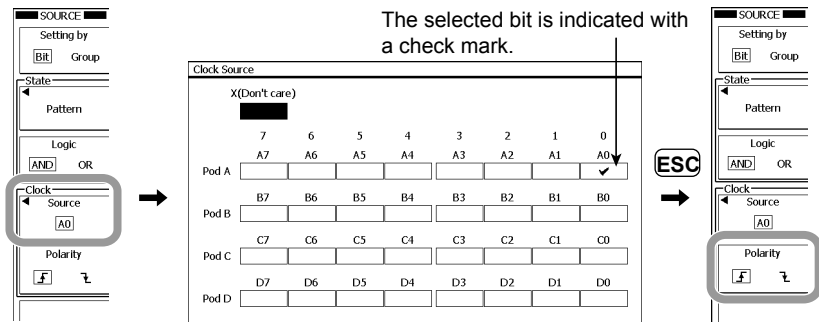 SOURCE
Setting by
Bit Group
State
Pattern
Logic
AND OR
Clock
Source
A0
Polarity
The selected bit is indicated with
a check mark.
Clock Source
X(Don't care)
7 6 5 4 3 2 1 0
A7 A6 A5 A4 A3 A2 A1 A0
Pod A
B7 B6 B5 B4 B3 B2 B1 B0
Pod B
C7 C6 C5 C4 C3 C2 C1 C0
Pod C
D7 D6 D5 D4 D3 D2 D1 D0
Pod D
ESC
SOURCE
Setting by
Bit Group
State
Pattern
Logic
AND OR
Clock
Source
A0
Polarity